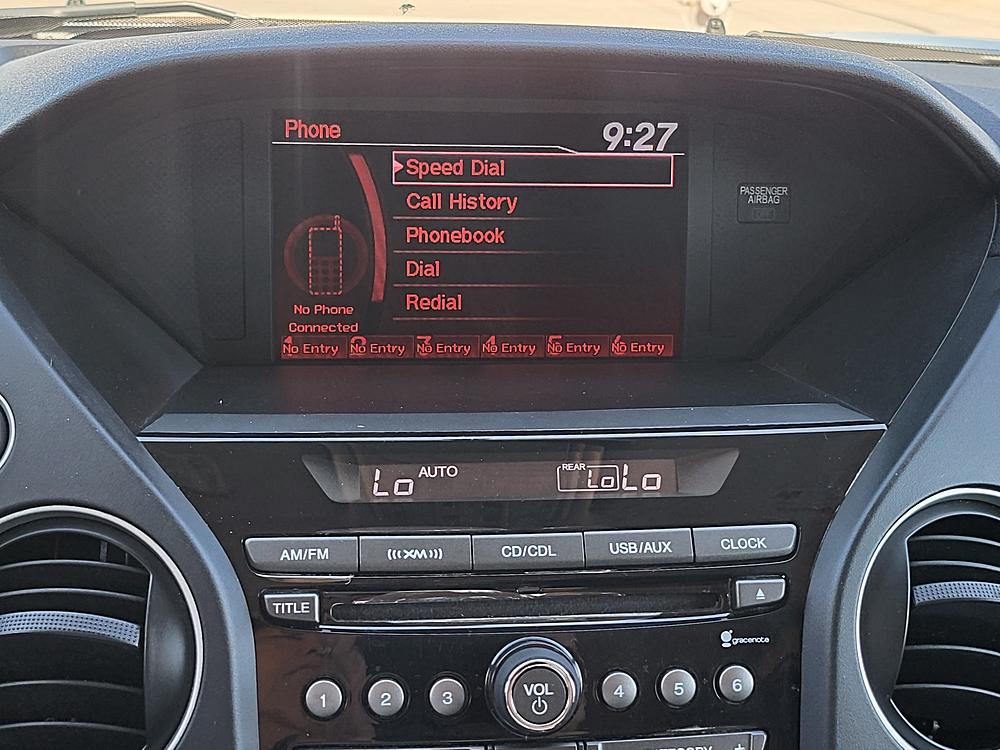 Phone 9:27
Speed Dial
Call History
Phonebook
Dial
Redial
No Phone
Connected
1 No Entry 2 No Entry 3 No Entry 4 No Entry 5 No Entry 6 No Entry
PASSENGER
AIRBAG
OFF
Lo AUTO REAR Lo Lo
AM/FM XM CD/CDL USB/AUX CLOCK
TITLE
gracenote
1 2 3 VOL 4 5 6